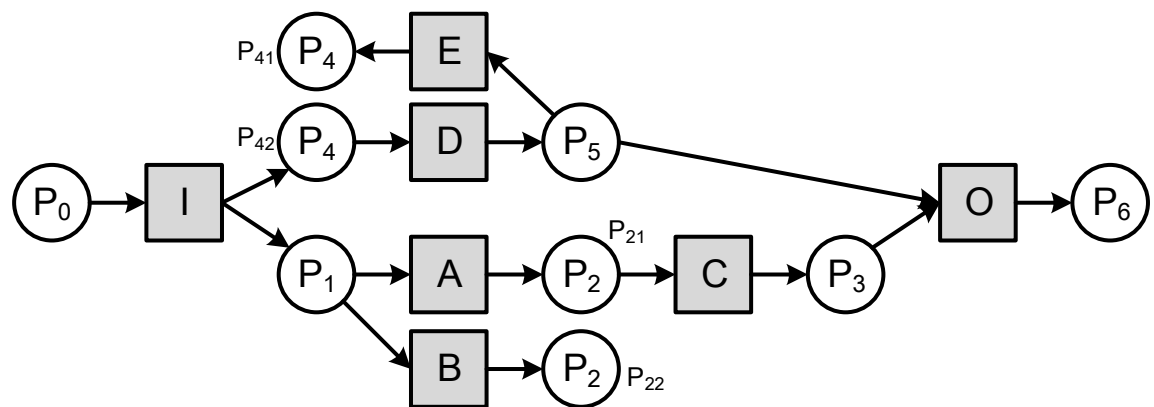 P41 P4 E
P42 P4 D P5
P0 I O P6
P21
P1 A P2 C P3
B P2 P22